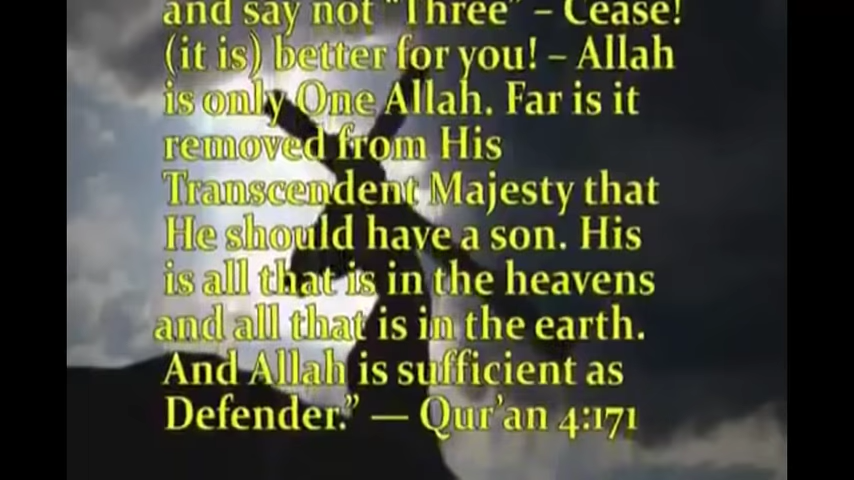 and say not “Three” – Cease!
(it is) better for you! – Allah
is only One Allah. Far is it
removed from His
Transcendent Majesty that
He should have a son. His
is all that is in the heavens
and all that is in the earth.
And Allah is sufficient as
Defender.” — Qur’an 4:171